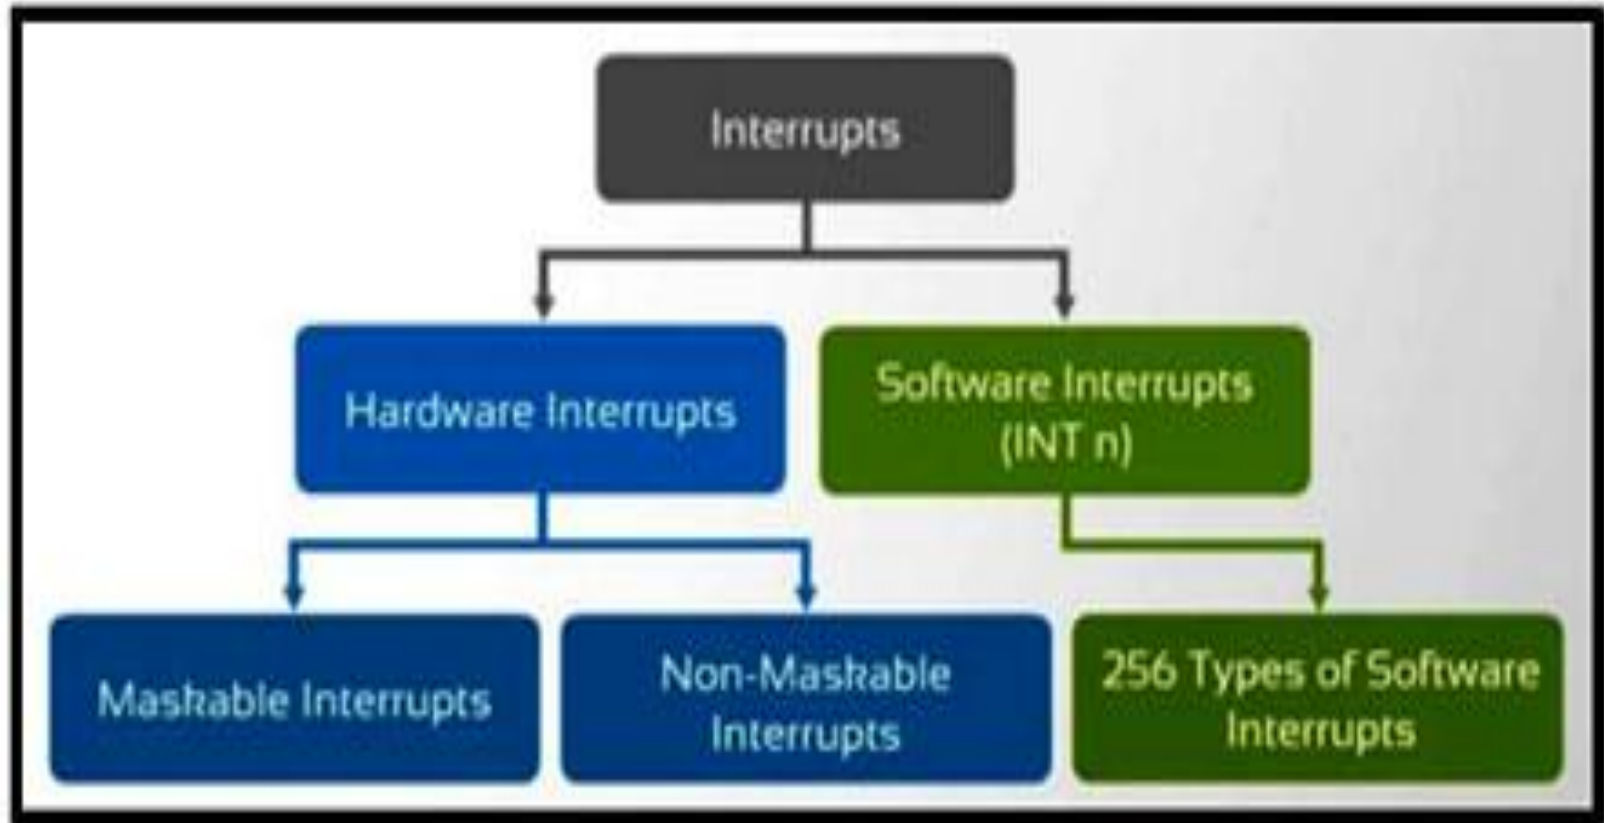 Interrupts
Hardware Interrupts
Software Interrupts
(INT n)
Maskable Interrupts
Non-Maskable
Interrupts
256 Types of Software
Interrupts